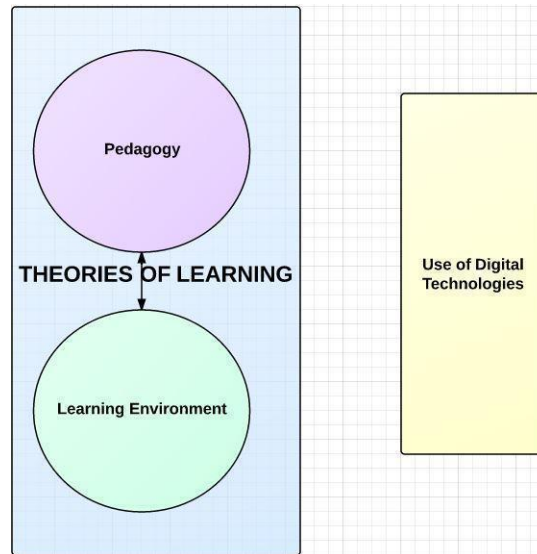 Pedagogy
THEORIES OF LEARNING
Learning Environment
Use of Digital
Technologies